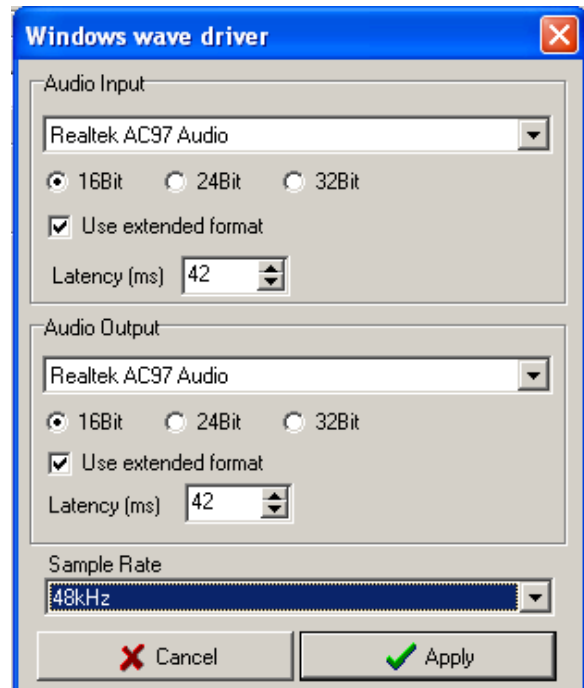 Windows wave driver
Audio Input
Realtek AC97 Audio
16Bit 24Bit 32Bit
Use extended format
Latency (ms) 42
Audio Output
Realtek AC97 Audio
16Bit 24Bit 32Bit
Use extended format
Latency (ms) 42
Sample Rate
48kHz
Cancel Apply